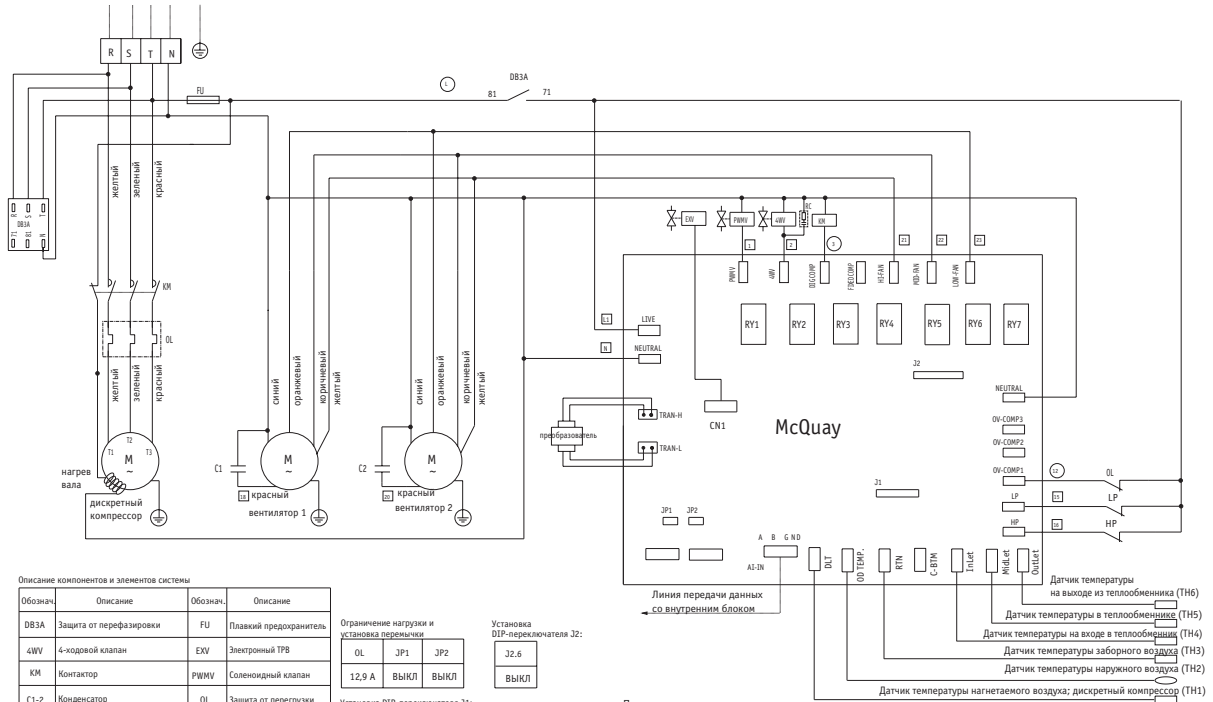 R S T N
FU
L
DB3A
81 71
желтый
зеленый
красный
R S T
DB3A
71 81 N
KM
OL
желтый
зеленый
красный
T1 T2 T3
M
~
нагрев
вала
дискретный
компрессор
синий
оранжевый
коричневый
желтый
C1
M
~
18 красный
вентилятор 1
синий
оранжевый
коричневый
желтый
C2
M
~
20 красный
вентилятор 2
EXV
PWMV
4WV
RC
KM
1 2 3 21 22 23
PWMV
4WV
DIGCOMP
HI-FAN
MID-FAN
LOW-FAN
RY1 RY2 RY3 RY4 RY5 RY6 RY7
L1 LIVE
N NEUTRAL
J2
NEUTRAL
CN1
McQuay
TRAN-H
преобразователь
TRAN-L
OV-COMP3
OV-COMP2
OV-COMP1
12 OL
LP
15 LP
HP
16 HP
J1
JP1 JP2
A B GND
AI-IN
DLT
OD TEMP.
RTN
C-BTM
InLet
MidLet
OutLet
Линия передачи данных
со внутренним блоком
Датчик температуры
на выходе из теплообменника (TH6)
Датчик температуры в теплообменнике (TH5)
Датчик температуры на входе в теплообменник (TH4)
Датчик температуры заборного воздуха (TH3)
Датчик температуры наружного воздуха (TH2)
Датчик температуры нагнетаемого воздуха; дискретный компрессор (TH1)
Описание компонентов и элементов системы
Обознач. Описание Обознач. Описание
DB3A Защита от перефазировки FU Плавкий предохранитель
4WV 4-ходовой клапан EXV Электронный ТРВ
KM Контактор PWMV Соленоидный клапан
C1-2 Конденсатор OL Защита от перегрузки
Ограничение нагрузки и
установка перемычки
OL JP1 JP2
12,9 A ВЫКЛ ВЫКЛ
Установка
DIP-переключателя J2:
J2.6
ВЫКЛ